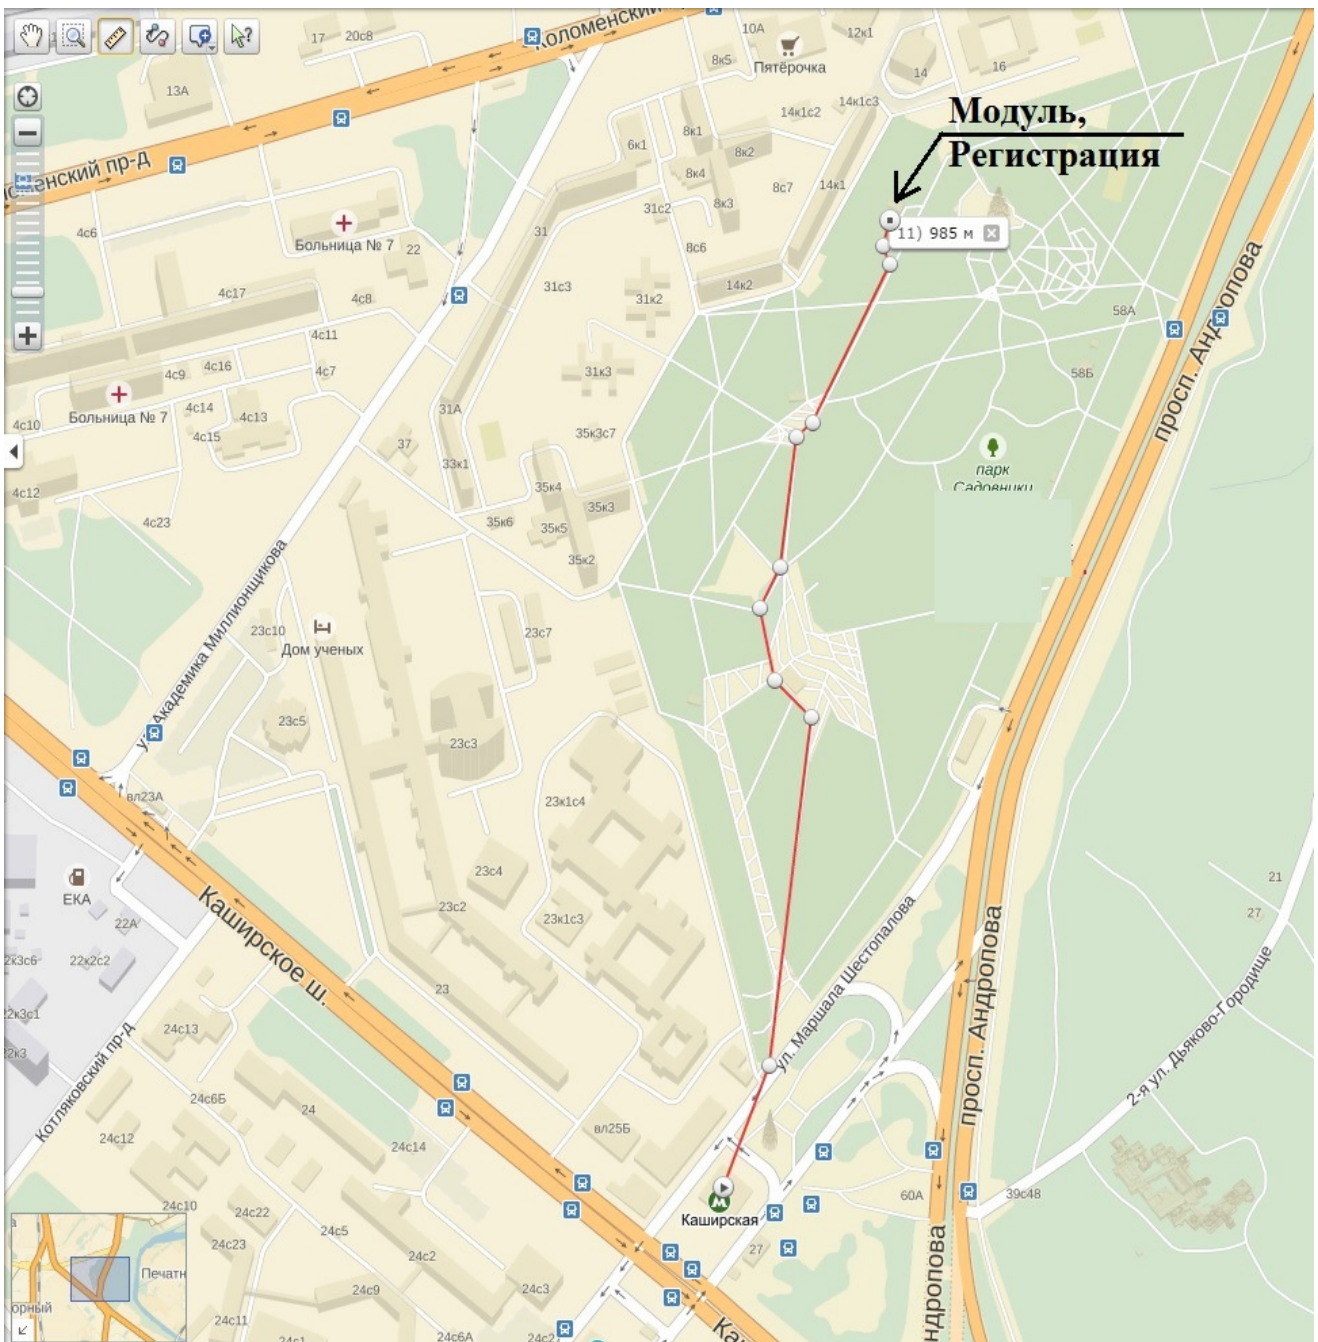 Коломенский
17
20с8
10А
12к1
8к5
Пятёрочка
14
16
13А
14к1с2
14к1с3
Модуль,
Регистрация
8к1
6к1
8к2
8к4
8с7
14к1
8к3
31с2
4с6
Больница № 7
22
31
8с6
11) 985 м
31с3
14к2
31к2
4с17
4с8
58А
4с11
4с16
4с9
4с7
31к3
58Б
просп. Андропова
Больница № 7
4с14
4с13
4с10
4с15
31А
35к3с7
37
33к1
парк
Садовники
4с12
35к4
35к3
4с23
35к6
35к5
35к2
ул. Академика Миллионщикова
23с10
Дом ученых
23с7
23с5
23с3
вл23А
23к1с4
ЕКА
22А
23с4
23с2
23к1с3
21
27
Каширское ш.
ул. Маршала Шестопалова
просп. Андропова
2-я ул. Дьяково-Городище
2к3с6
22к2с2
23
22к3с1
24с13
22к3
Котляковский пр-д
24с6Б
24
24с12
24с14
вл25Б
24с10
24с22
60А
39с48
Каширская
24с5
24с23
24с2
27
Печатн
24с9
24с3
орный
24с11
24с1
24с6А
24с2